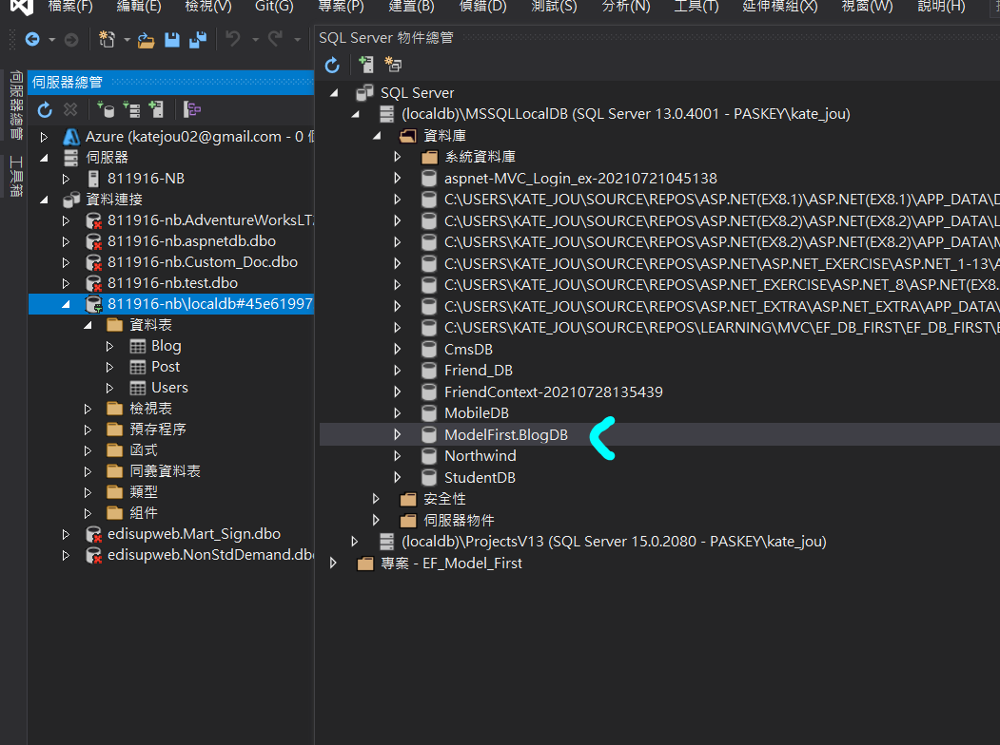 檔案(F) 編輯(E) 檢視(V) Git(G) 專案(P) 建置(B) 偵錯(D) 測試(S) 分析(N) 工具(T) 延伸模組(X) 視窗(W) 說明(H)
伺服器總管
工具箱
伺服器總管
Azure (katejou02@gmail.com - 0 個
伺服器
811916-NB
資料連接
811916-nb.AdventureWorksLT
811916-nb.aspnetdb.dbo
811916-nb.Custom_Doc.dbo
811916-nb.test.dbo
811916-nb\localdb#45e61997
資料表
Blog
Post
Users
檢視表
預存程序
函式
同義資料表
類型
組件
edisupweb.Mart_Sign.dbo
edisupweb.NonStdDemand.dbo
SQL Server 物件總管
SQL Server
(localdb)\MSSQLLocalDB (SQL Server 13.0.4001 - PASKEY\kate_jou)
資料庫
系統資料庫
aspnet-MVC_Login_ex-20210721045138
C:\USERS\KATE_JOU\SOURCE\REPOS\ASP.NET(EX8.1)\ASP.NET(EX8.1)\APP_DATA\D
C:\USERS\KATE_JOU\SOURCE\REPOS\ASP.NET(EX8.2)\ASP.NET(EX8.2)\APP_DATA\L
C:\USERS\KATE_JOU\SOURCE\REPOS\ASP.NET(EX8.2)\ASP.NET(EX8.2)\APP_DATA\
C:\USERS\KATE_JOU\SOURCE\REPOS\ASP.NET\ASP.NET_EXERCISE\ASP.NET_1-13\A
C:\USERS\KATE_JOU\SOURCE\REPOS\ASP.NET_EXERCISE\ASP.NET_8\ASP.NET(EX8.
C:\USERS\KATE_JOU\SOURCE\REPOS\ASP.NET_EXTRA\ASP.NET_EXTRA\APP_DATA\
C:\USERS\KATE_JOU\SOURCE\REPOS\LEARNING\MVC\EF_DB_FIRST\EF_DB_FIRST\E
CmsDB
Friend_DB
FriendContext-20210728135439
MobileDB
ModelFirst.BlogDB
Northwind
StudentDB
安全性
伺服器物件
(localdb)\ProjectsV13 (SQL Server 15.0.2080 - PASKEY\kate_jou)
專案 - EF_Model_First